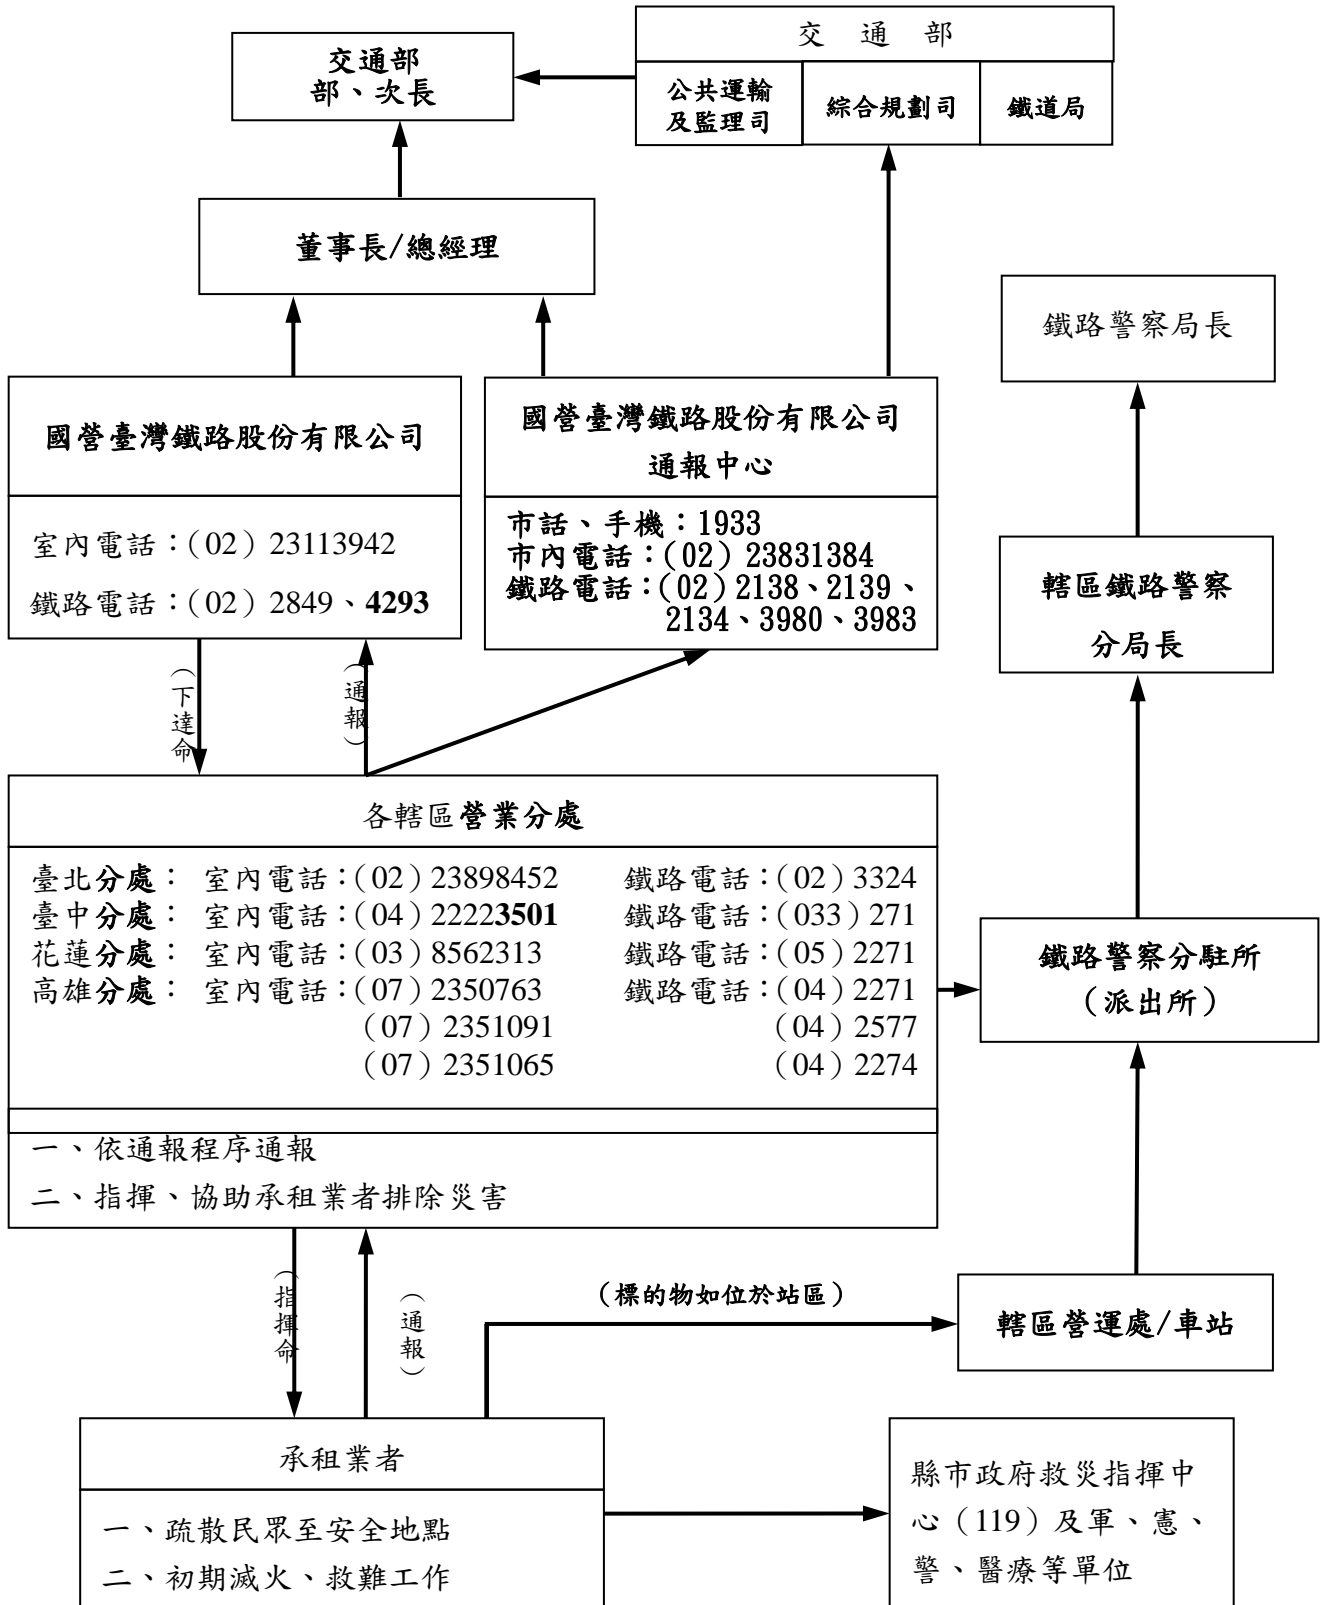 交通部
部、次長
交 通 部
公共運輸
及監理司
綜合規劃司
鐵道局
董事長/總經理
鐵路警察局長
國營臺灣鐵路股份有限公司
室內電話：(02) 23113942
鐵路電話：(02) 2849、4293
國營臺灣鐵路股份有限公司
通報中心
市話、手機：1933
市內電話：(02) 23831384
鐵路電話：(02) 2138、2139、
2134、3980、3983
轄區鐵路警察
分局長
（下達命
（通報）
各轄區營業分處
臺北分處： 室內電話：(02) 23898452 鐵路電話：(02) 3324
臺中分處： 室內電話：(04) 22223501 鐵路電話：(033) 271
花蓮分處： 室內電話：(03) 8562313 鐵路電話：(05) 2271
高雄分處： 室內電話：(07) 2350763 鐵路電話：(04) 2271
(07) 2351091 (04) 2577
(07) 2351065 (04) 2274
一、依通報程序通報
二、指揮、協助承租業者排除災害
鐵路警察分駐所
（派出所）
（指揮命
（通報）
（標的物如位於站區）
轄區營運處/車站
承租業者
一、疏散民眾至安全地點
二、初期滅火、救難工作
縣市政府救災指揮中
心（119）及軍、憲、
警、醫療等單位